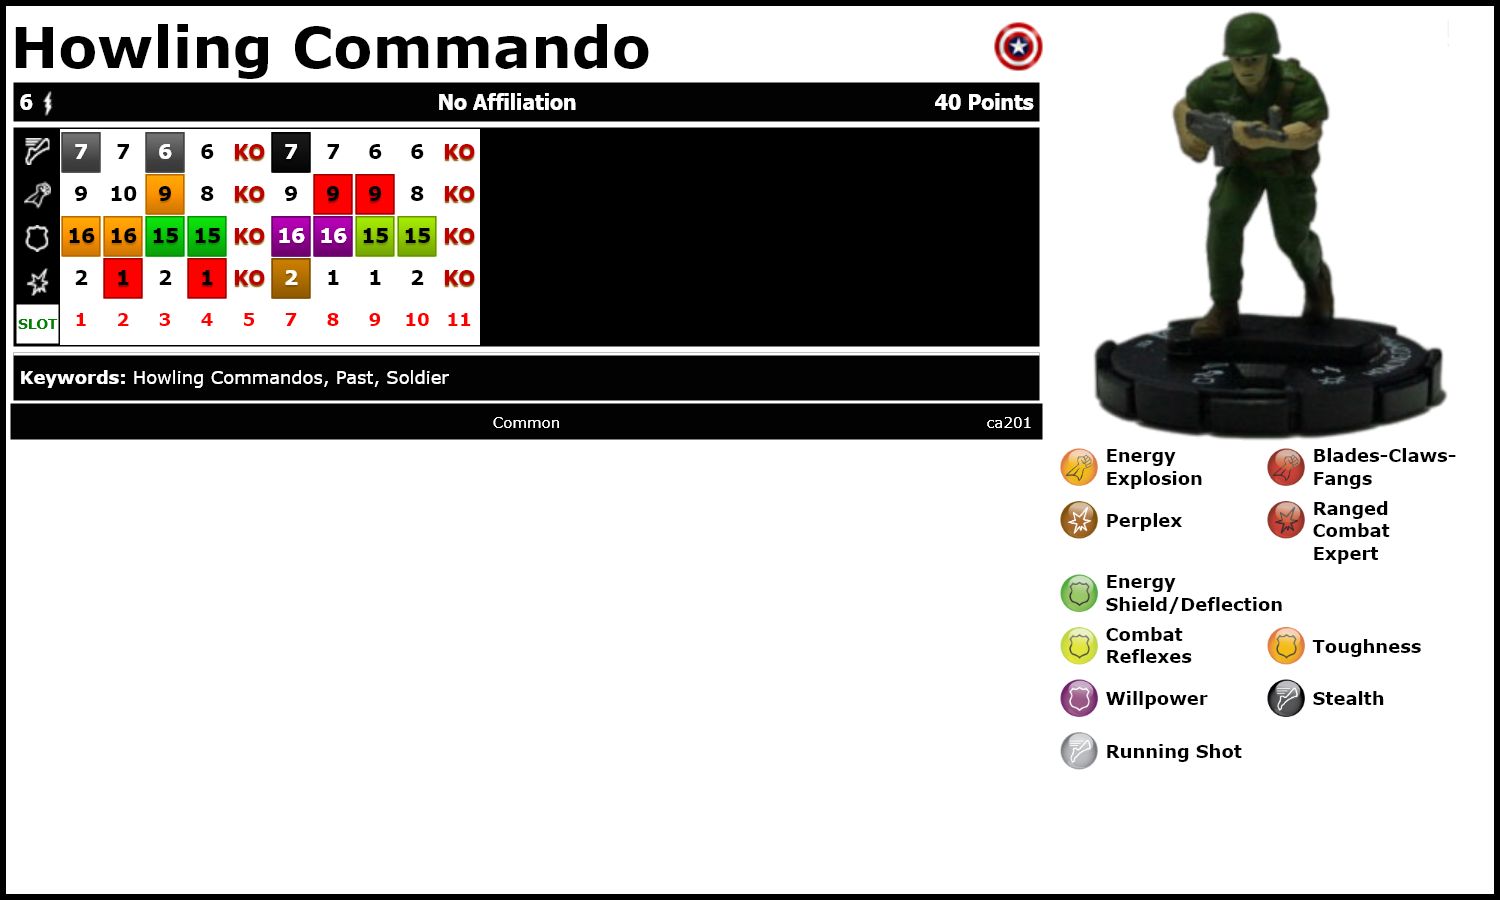 Howling Commando
6 No Affiliation 40 Points
7 7 6 6 KO 7 7 6 6 KO
9 10 9 8 KO 9 9 9 8 KO
16 16 15 15 KO 16 16 15 15 KO
2 1 2 1 KO 2 1 1 2 KO
SLOT 1 2 3 4 5 7 8 9 10 11
Keywords: Howling Commandos, Past, Soldier
Common ca201
Energy
Explosion
Blades-Claws-
Fangs
Perplex
Ranged
Combat
Expert
Energy
Shield/Deflection
Combat
Reflexes
Toughness
Willpower
Stealth
Running Shot